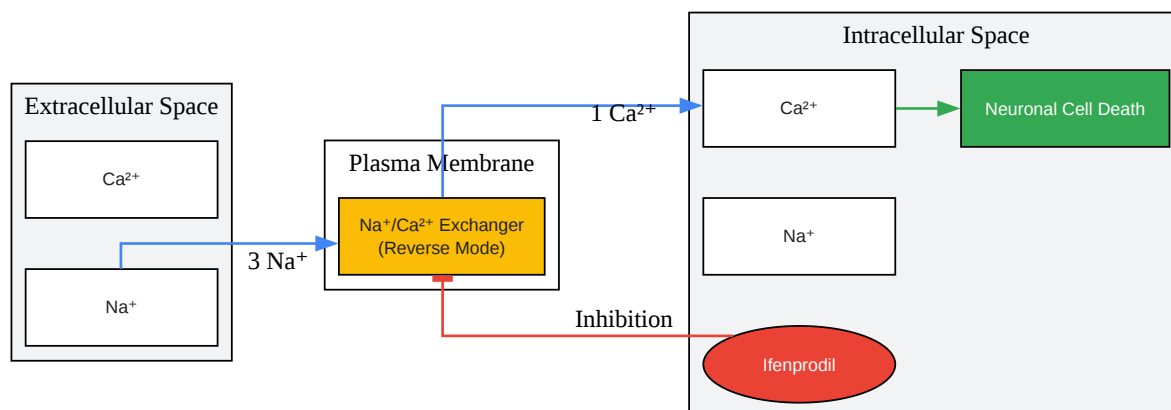 Extracellular Space
Ca²⁺
Na⁺
3 Na⁺
Plasma Membrane
Na⁺/Ca²⁺ Exchanger
(Reverse Mode)
1 Ca²⁺
Inhibition
Intracellular Space
Ca²⁺
Neuronal Cell Death
Na⁺
Ifenprodil